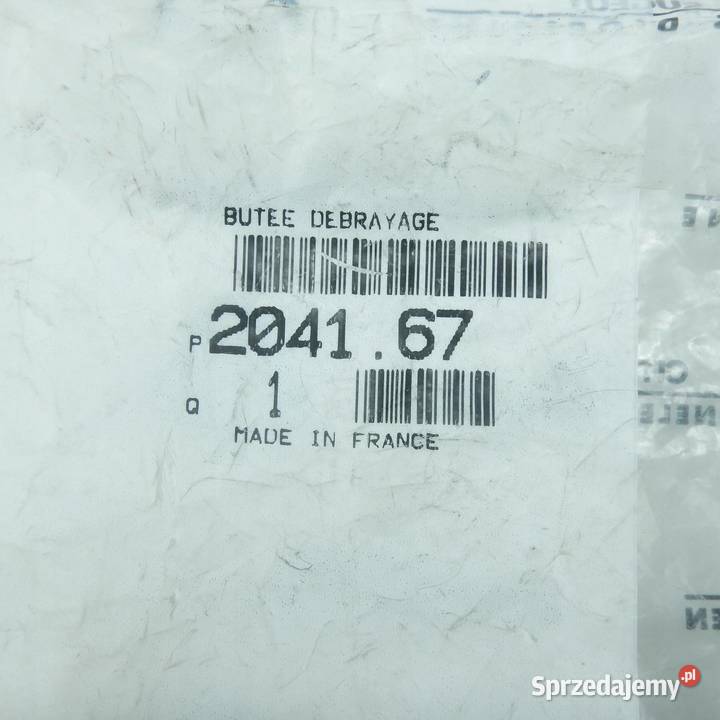 BUTEE DEBRAYAGE
P 2041.67
Q 1
MADE IN FRANCE
Sprzedajemy.pl